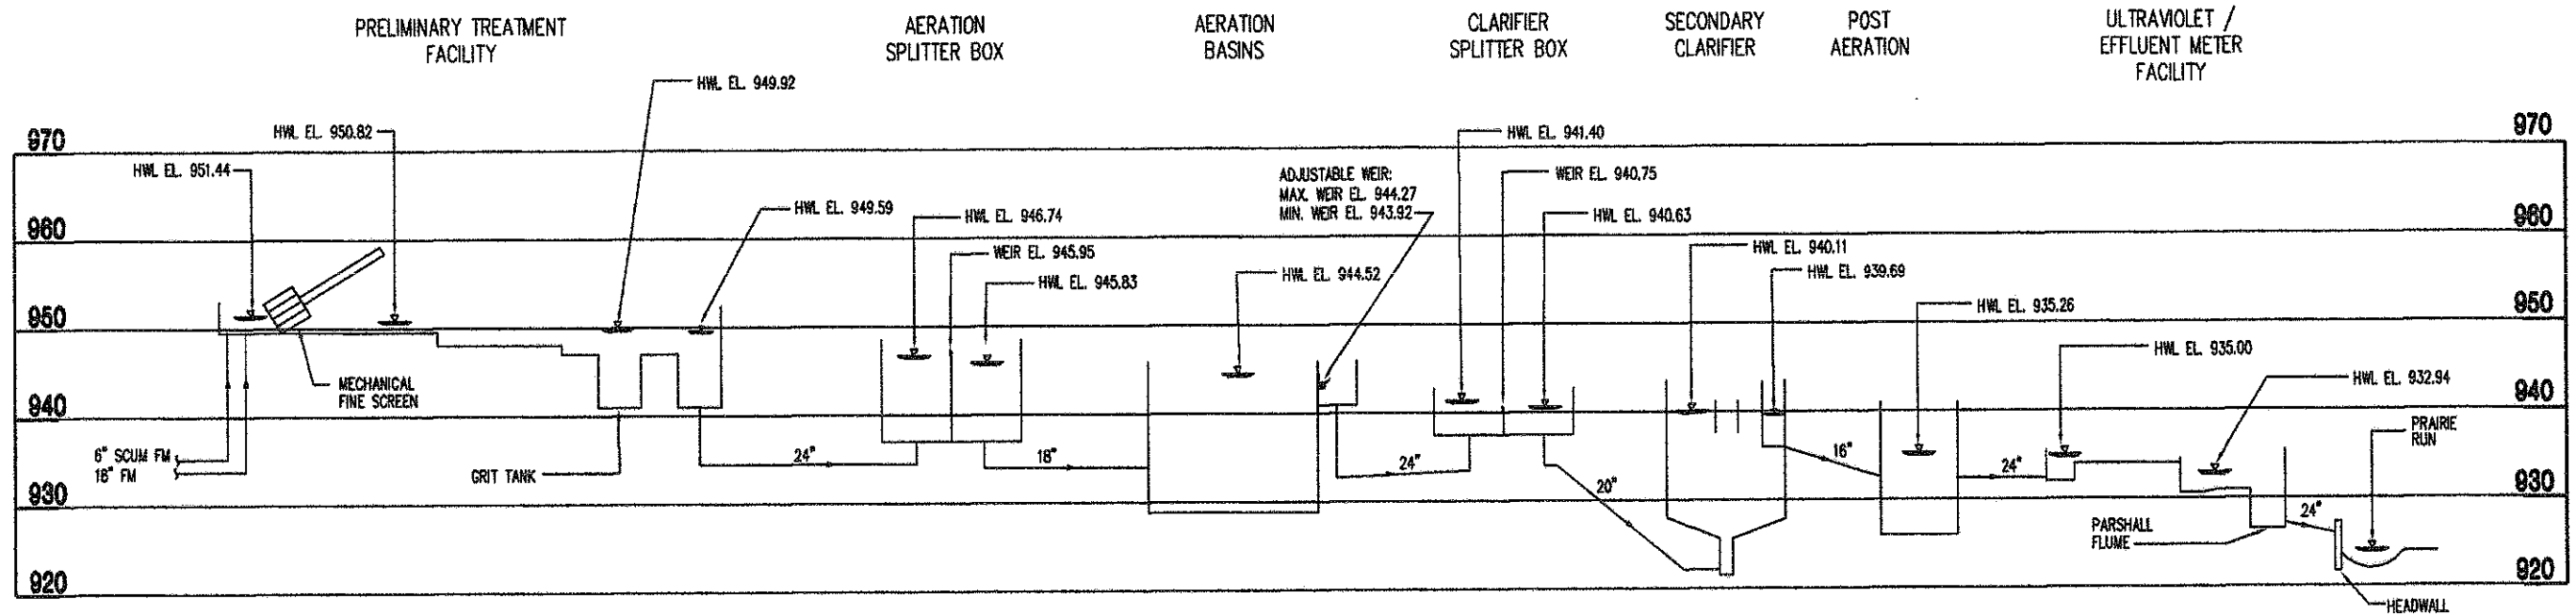 PRELIMINARY TREATMENT
FACILITY
AERATION
SPLITTER BOX
AERATION
BASINS
CLARIFIER
SPLITTER BOX
SECONDARY
CLARIFIER
POST
AERATION
ULTRAVIOLET /
EFFLUENT METER
FACILITY
HWL EL. 949.92
HWL EL. 950.82
HWL EL. 951.44
HWL EL. 949.59
HWL EL. 946.74
WEIR EL. 945.95
HWL EL. 945.83
HWL EL. 944.52
ADJUSTABLE WEIR:
MAX. WEIR EL. 944.27
MIN. WEIR EL. 943.92
HWL EL. 941.40
WEIR EL. 940.75
HWL EL. 940.63
HWL EL. 940.11
HWL EL. 939.69
HWL EL. 935.26
HWL EL. 935.00
HWL EL. 932.94
970
960
950
940
930
920
970
960
950
940
930
920
MECHANICAL
FINE SCREEN
6" SCUM FM
18" FM
GRIT TANK
24"
18"
24"
20"
16"
24"
24"
PARSHALL
FLUME
PRAIRIE
RUN
HEADWALL